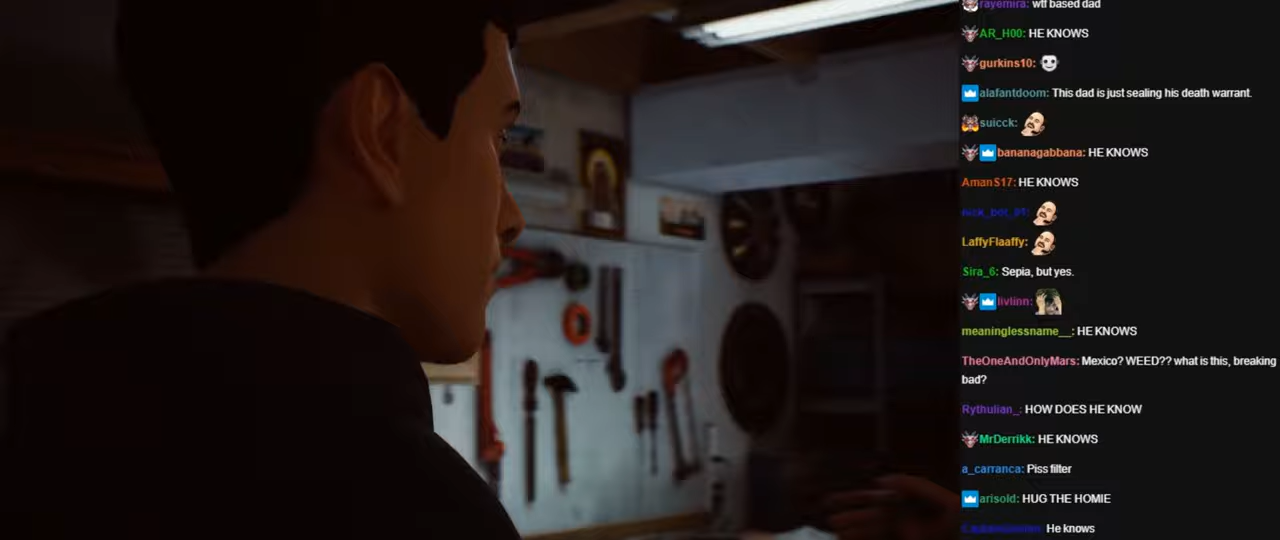 rayemira: wtf based dad
AR_H00: HE KNOWS
gurkins10:
alafantdoom: This dad is just sealing his death warrant.
suicck:
bananagabbana: HE KNOWS
AmanS17: HE KNOWS
nick_bot_91:
LaffyFlaaffy:
Sira_6: Sepia, but yes.
livlinn:
meaninglessname__: HE KNOWS
TheOneAndOnlyMars: Mexico? WEED?? what is this, breaking
bad?
Rythulian_: HOW DOES HE KNOW
MrDerrikk: HE KNOWS
a_carranca: Piss filter
arisold: HUG THE HOMIE
He knows